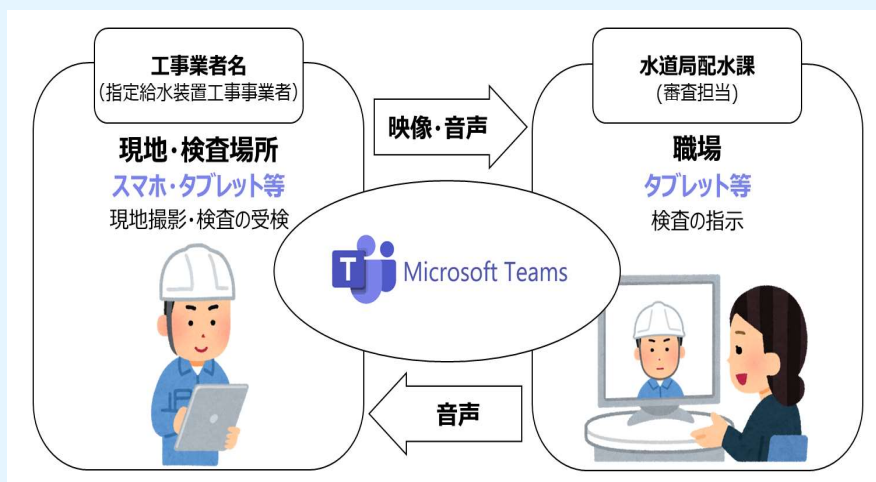 工事業者名
(指定給水装置工事事業者)
現地・検査場所
スマホ・タブレット等
現地撮影・検査の受検
映像・音声
水道局配水課
(審査担当)
職場
タブレット等
検査の指示
T
Microsoft Teams
音声